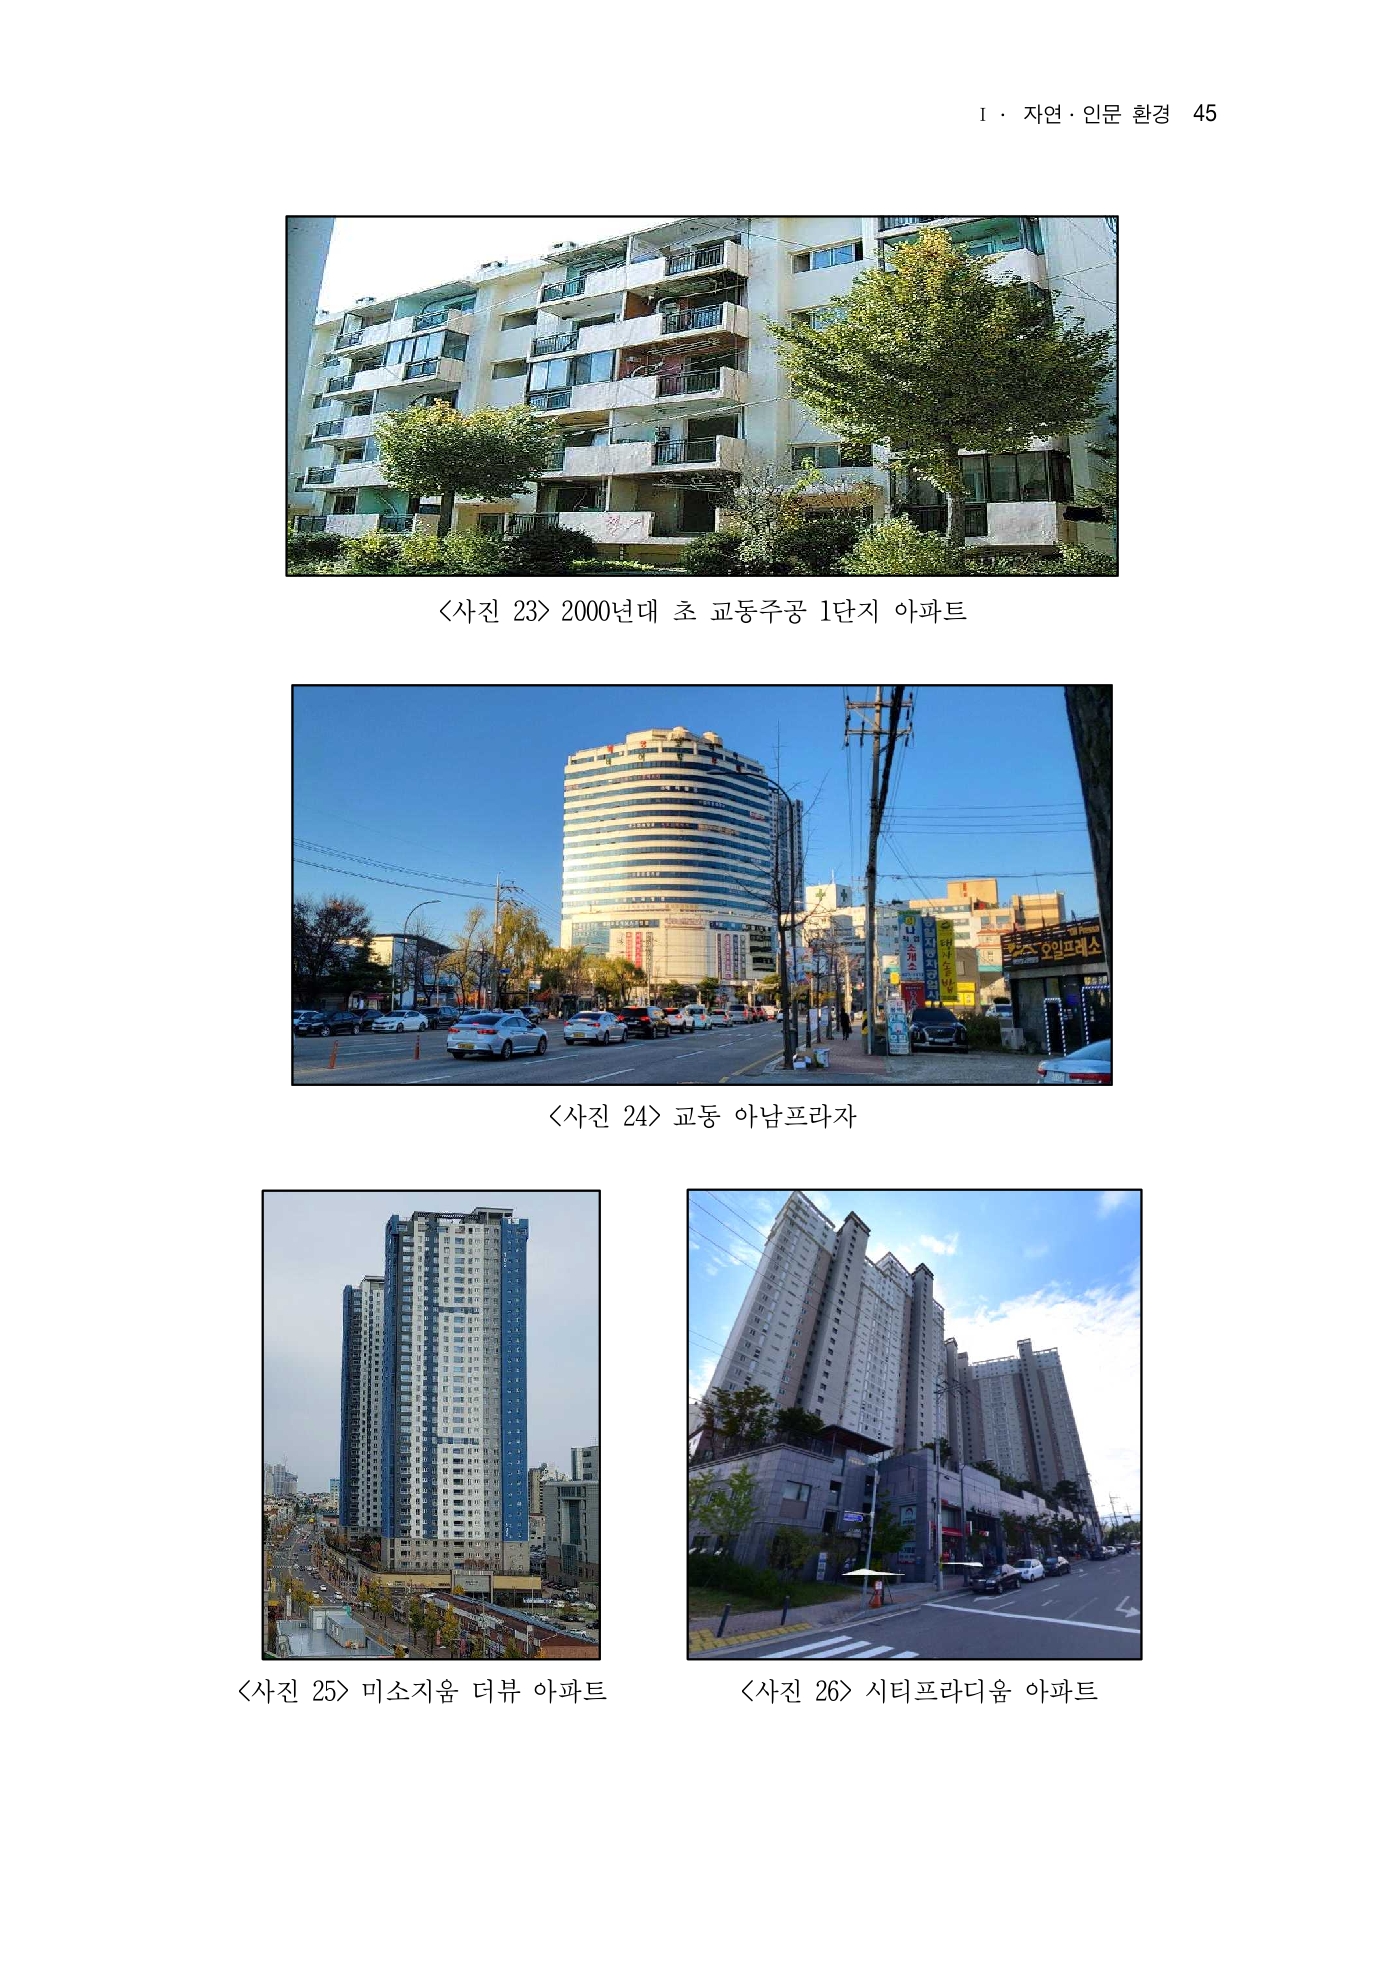 I · 자연·인문 환경 45
<사진 23> 2000년대 초 교동주공 1단지 아파트
오일프레소
<사진 24> 교동 아남프라자
<사진 25> 미소지움 더뷰 아파트
<사진 26> 시티프라디움 아파트